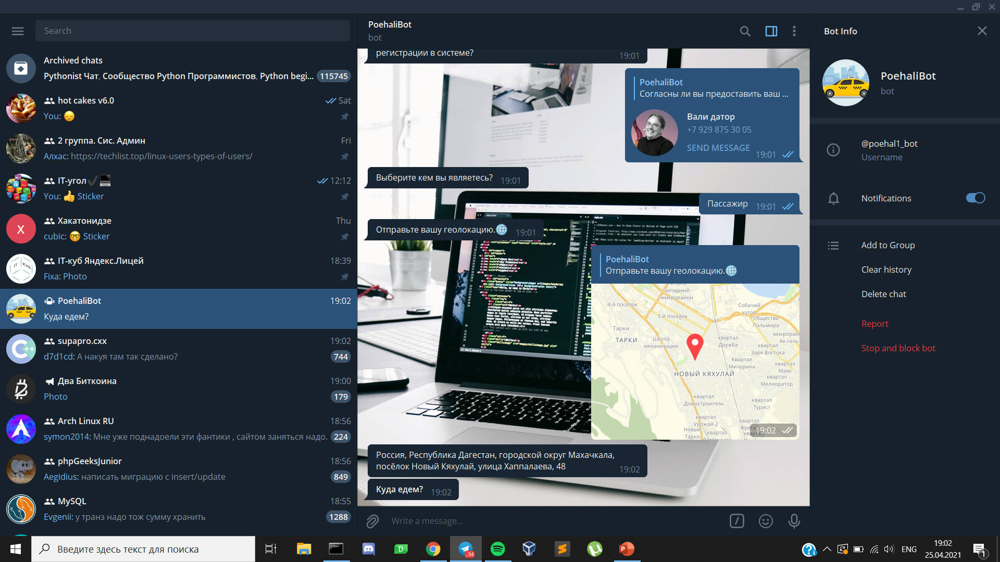 Search
Archived chats
Pythonist Чат, Сообщество Python Программистов, Python begi...
115745
hot cakes v6.0
Sat
You: 😞
2 группа. Сис. Админ
Fri
Алхас: https://techlist.top/linux-users-types-of-users/
IT-угол✔💻
12:12
You: 👍 Sticker
Х
Хакатонидзе
Thu
cubic: 🤓 Sticker
IT-куб Яндекс.Лицей
18:39
Fixa: Photo
PoehaliBot
19:02
Куда едем?
supapro.cxx
19:02
d7d1cd: А накуя там так сделано?
744
Два Биткоина
19:00
Photo
179
Arch Linux RU
18:56
symon2014: Мне уже поднадоели эти фантики , сайтом заняться надо.
224
phpGeeksJunior
18:56
Aegidius: написать миграцию с insert/update
849
MySQL
18:55
Evgenii: у транз надо тож сумму хранить
1288
PoehaliBot
bot
регистрации в системе?
19:01
PoehaliBot
Согласны ли вы предоставить ваш ...
Вали датор
+7 929 875 30 05
SEND MESSAGE
19:01
Выберите кем вы являетесь?
19:01
Пассажир
19:01
Отправьте вашу геолокацию.🌐
19:01
PoehaliBot
Отправьте вашу геолокацию.🌐
западный
микрорайон
4-й посёлок
5-й поселок
Собачий
хутор
Общество
Пальмира
Тарки
ТАРКИ
Школа
механизации
квартал
Дружба
микрорайо
Ак-гель
квартал
Заря Востока
Квартал
Мичурина
квартал
Маяк
НОВЫЙ КЯХУЛАЙ
квартал
Мелиоратор
квартал
Домостроитель
квартал
Турист
квартал
Урожай-2
квартал
Новые
Тарки
квартал
19:02
Россия, Республика Дагестан, городской округ Махачкала,
посёлок Новый Кяхулай, улица Хаппалаева, 48
19:02
Куда едем?
19:02
Write a message...
Bot Info
PoehaliBot
bot
@poehal1_bot
Username
Notifications
Add to Group
Clear history
Delete chat
Report
Stop and block bot
Введите здесь текст для поиска
..94
ENG
19:02
25.04.2021
1